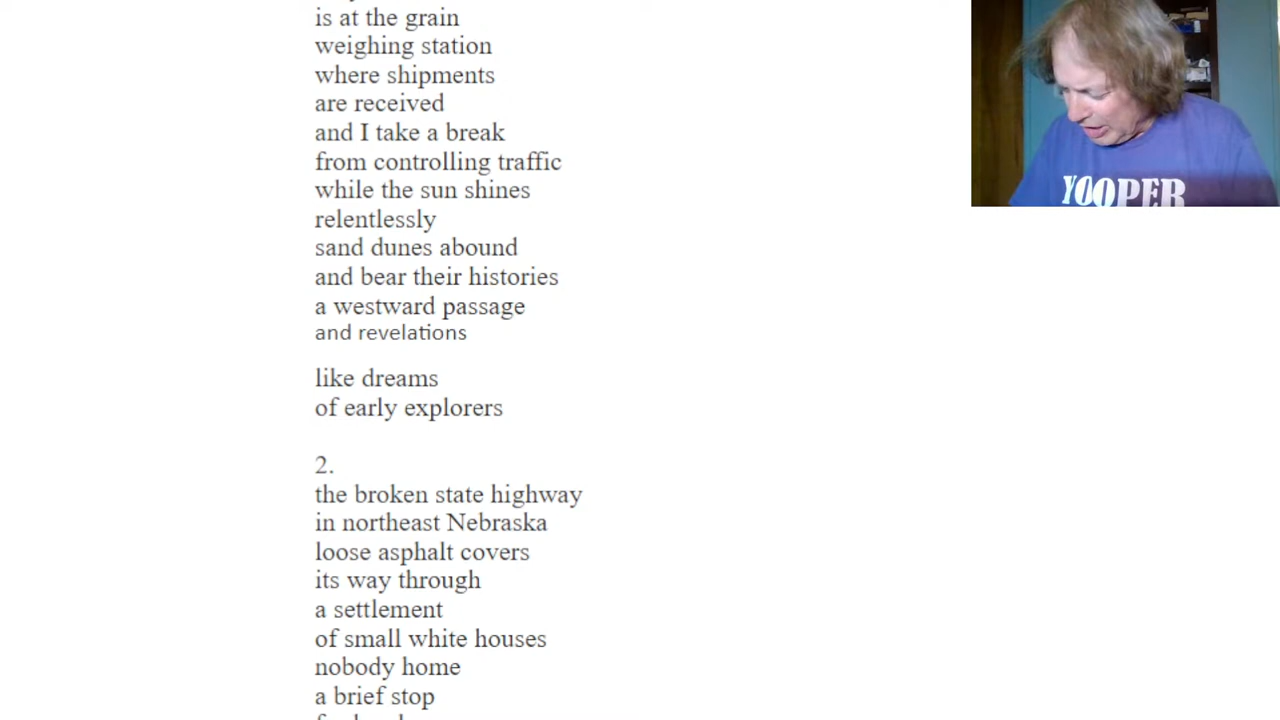 is at the grain
weighing station
where shipments
are received
and I take a break
from controlling traffic
while the sun shines
relentlessly
sand dunes abound
and bear their histories
a westward passage
and revelations
like dreams
of early explorers
2.
the broken state highway
in northeast Nebraska
loose asphalt covers
its way through
a settlement
of small white houses
nobody home
a brief stop
YOOPER